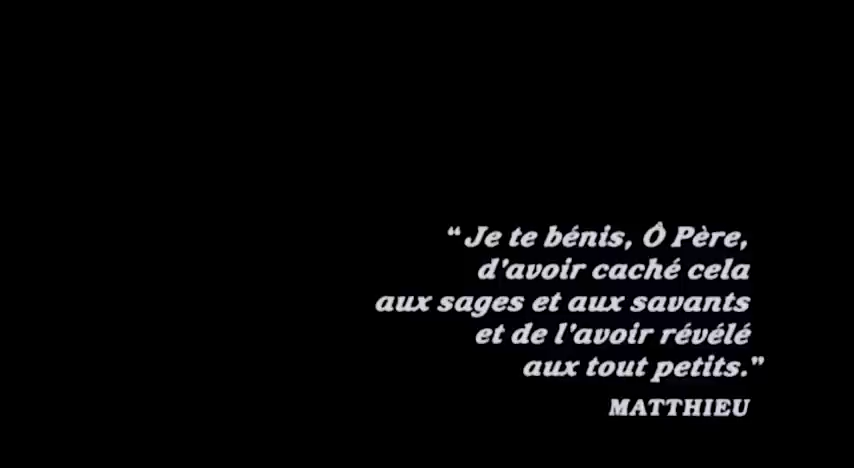 “Je te bénis, Ô Père,
d'avoir caché cela
aux sages et aux savants
et de l'avoir révélé
aux tout petits.”
MATTHIEU